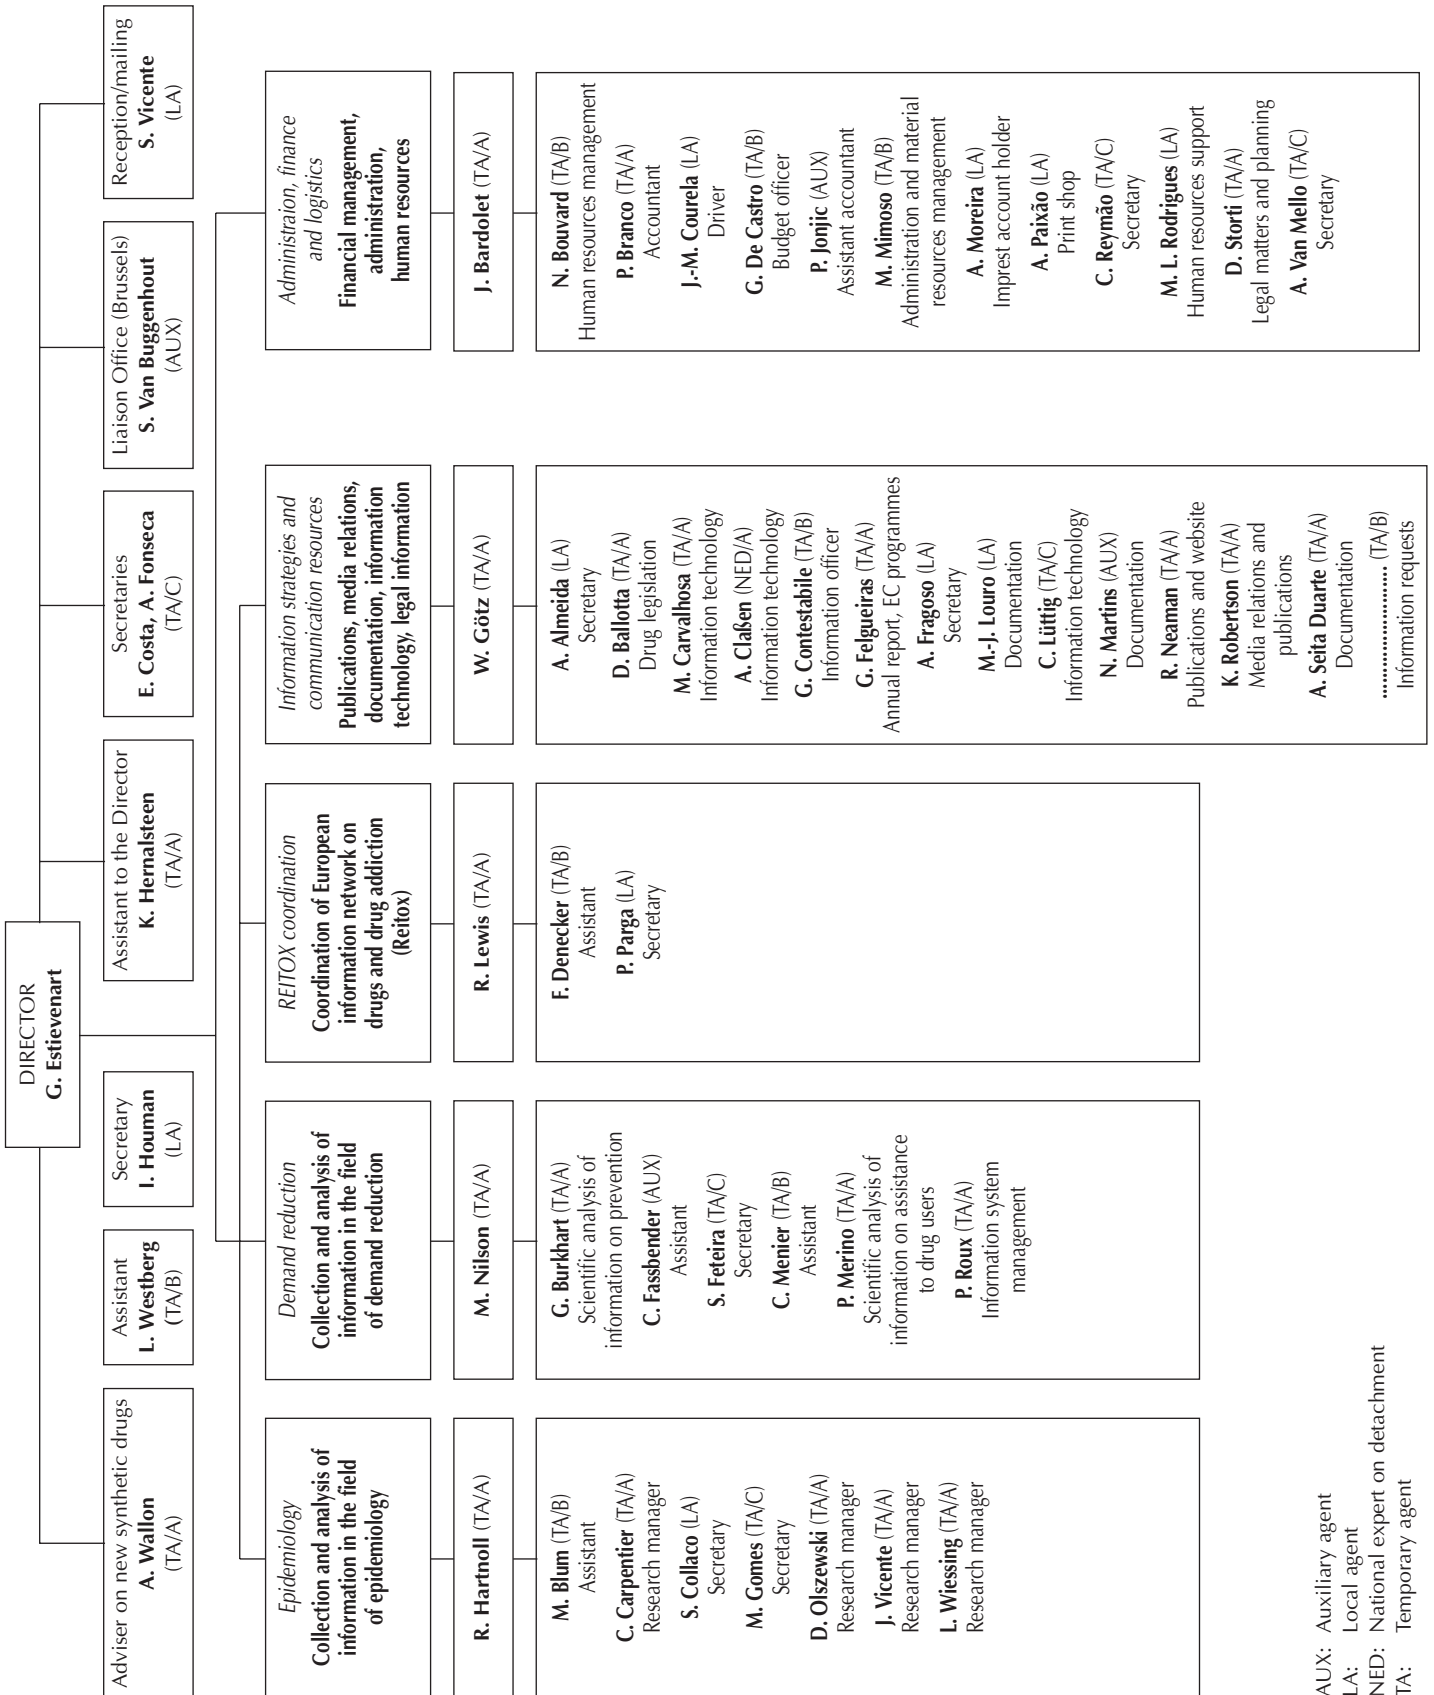 DIRECTOR
G. Estievenart
Adviser on new synthetic drugs
A. Wallon
(TA/A)
Assistant
L. Westberg
(TA/B)
Secretary
I. Houman
(LA)
Assistant to the Director
K. Hernalsteen
(TA/A)
Secretaries
E. Costa, A. Fonseca
(TA/C)
Liaison Office (Brussels)
S. Van Buggenhout
(AUX)
Reception/mailing
S. Vicente
(LA)
Epidemiology
Collection and analysis of
information in the field
of epidemiology
R. Hartnoll (TA/A)
M. Blum (TA/B)
Assistant
C. Carpentier (TA/A)
Research manager
S. Collaco (LA)
Secretary
M. Gomes (TA/C)
Secretary
D. Olszewski (TA/A)
Research manager
J. Vicente (TA/A)
Research manager
L. Wiessing (TA/A)
Research manager
Demand reduction
Collection and analysis of
information in the field
of demand reduction
M. Nilson (TA/A)
G. Burkhart (TA/A)
Scientific analysis of
information on prevention
C. Fassbender (AUX)
Assistant
S. Feteira (TA/C)
Secretary
C. Menier (TA/B)
Assistant
P. Merino (TA/A)
Scientific analysis of
information on assistance
to drug users
P. Roux (TA/A)
Information system
management
REITOX coordination
Coordination of European
information network on
drugs and drug addiction
(Reitox)
R. Lewis (TA/A)
F. Denecker (TA/B)
Assistant
P. Parga (LA)
Secretary
Information strategies and
communication resources
Publications, media relations,
documentation, information
technology, legal information
W. Götz (TA/A)
A. Almeida (LA)
Secretary
D. Ballotta (TA/A)
Drug legislation
M. Carvalhosa (TA/A)
Information technology
A. Claßen (NED/A)
Information technology
G. Contestabile (TA/B)
Information officer
G. Felgueiras (TA/A)
Annual report, EC programmes
A. Fragoso (LA)
Secretary
M.-J. Louro (LA)
Documentation
C. Lüttig (TA/C)
Information technology
N. Martins (AUX)
Documentation
R. Neaman (TA/A)
Publications and website
K. Robertson (TA/A)
Media relations and
publications
A. Seita Duarte (TA/A)
Documentation
...................... (TA/B)
Information requests
Administraion, finance
and logistics
Financial management,
administration,
human resources
J. Bardolet (TA/A)
N. Bouvard (TA/B)
Human resources management
P. Branco (TA/A)
Accountant
J.-M. Courela (LA)
Driver
G. De Castro (TA/B)
Budget officer
P. Jonjic (AUX)
Assistant accountant
M. Mimoso (TA/B)
Administration and material
resources management
A. Moreira (LA)
Imprest account holder
A. Paixão (LA)
Print shop
C. Reymão (TA/C)
Secretary
M. L. Rodrigues (LA)
Human resources support
D. Storti (TA/A)
Legal matters and planning
A. Van Mello (TA/C)
Secretary
AUX: Auxiliary agent
LA: Local agent
NED: National expert on detachment
TA: Temporary agent